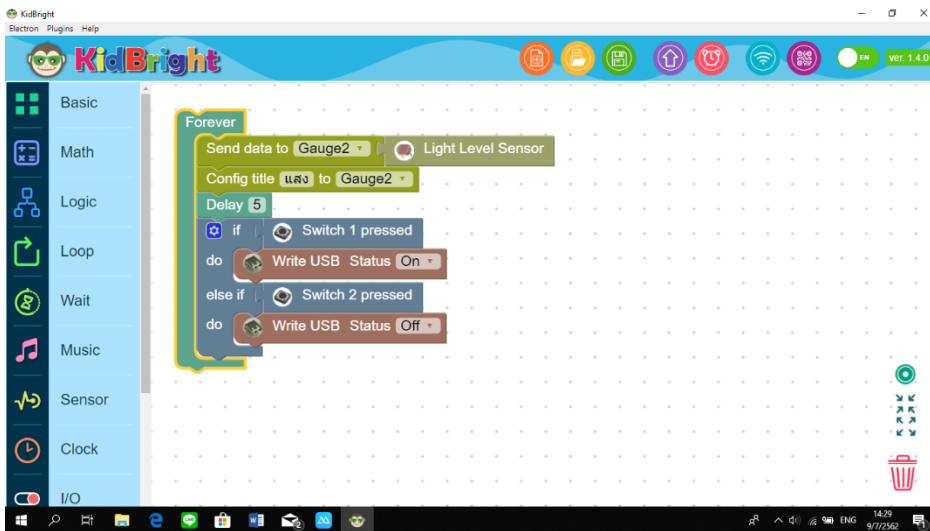 KidBright
Electron Plugins Help
KidBright
EN
ver. 1.4.0
Basic
Math
Logic
Loop
Wait
Music
Sensor
Clock
I/O
Forever
Send data to Gauge2 Light Level Sensor
Config title แสง to Gauge2
Delay 5
if Switch 1 pressed
do Write USB Status On
else if Switch 2 pressed
do Write USB Status Off
ENG
14:29
9/7/2562